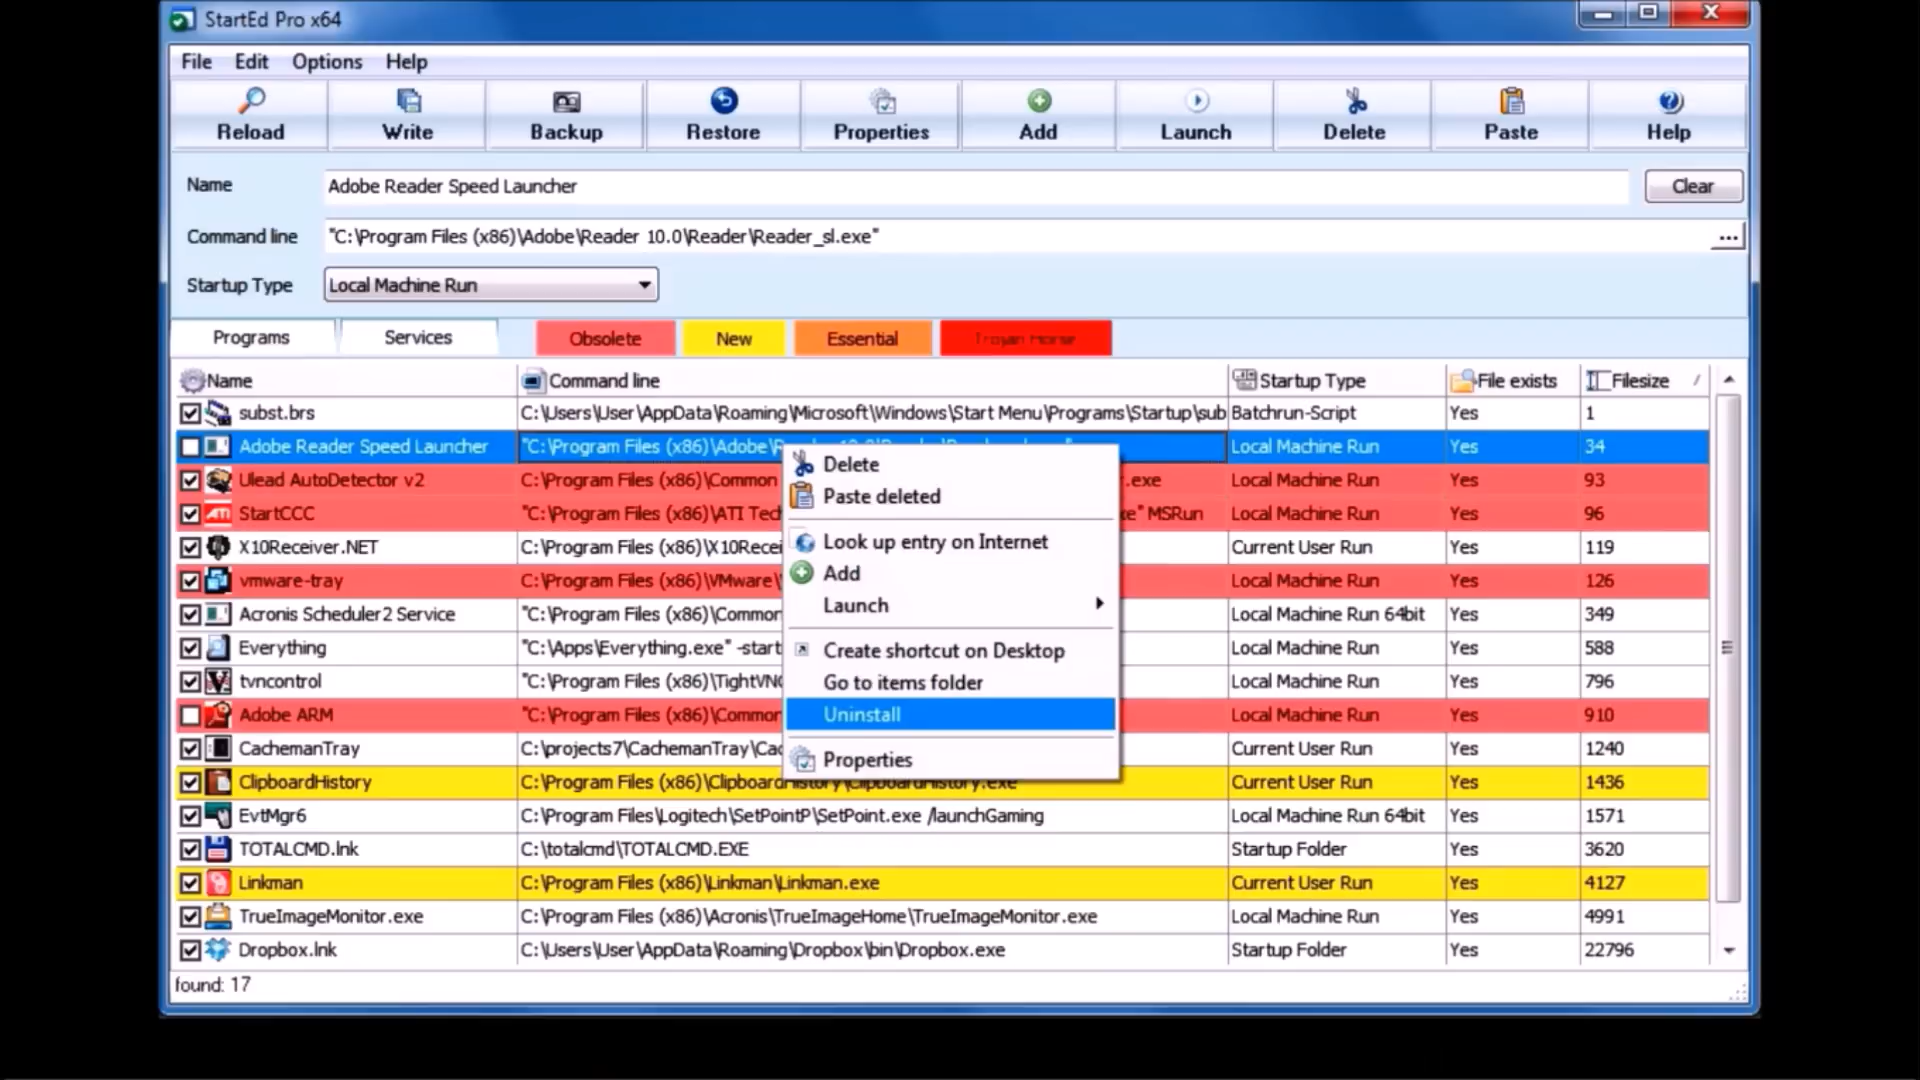 StartEd Pro x64
File Edit Options Help
Reload Write Backup Restore Properties Add Launch Delete Paste Help
Name Adobe Reader Speed Launcher Clear
Command line "C:\Program Files (x86)\Adobe\Reader 10.0\Reader\Reader_sl.exe" ...
Startup Type Local Machine Run
Programs Services Obsolete New Essential Trojan Horse
Name Command line Startup Type File exists Filesize
subst.brs C:\Users\User\AppData\Roaming\Microsoft\Windows\Start Menu\Programs\Startup\sub Batchrun-Script Yes 1
Adobe Reader Speed Launcher "C:\Program Files (x86)\Adobe\R Local Machine Run Yes 34
Ulead AutoDetector v2 C:\Program Files (x86)\Common .exe Local Machine Run Yes 93
StartCCC "C:\Program Files (x86)\ATI Tec xe" MSRun Local Machine Run Yes 96
X10Receiver.NET C:\Program Files (x86)\X10Recei Current User Run Yes 119
vmware-tray C:\Program Files (x86)\VMware\ Local Machine Run Yes 126
Acronis Scheduler2 Service "C:\Program Files (x86)\Common Local Machine Run 64bit Yes 349
Everything "C:\Apps\Everything.exe" -start Local Machine Run Yes 588
tvncontrol "C:\Program Files (x86)\TightVNC Local Machine Run Yes 796
Adobe ARM "C:\Program Files (x86)\Common Local Machine Run Yes 910
CachemanTray C:\projects7\CachemanTray\Cac Current User Run Yes 1240
ClipboardHistory C:\Program Files (x86)\ClipboardHistory\ClipboardHistory.exe Current User Run Yes 1436
EvtMgr6 C:\Program Files\Logitech\SetPointP\SetPoint.exe /launchGaming Local Machine Run 64bit Yes 1571
TOTALCMD.lnk C:\totalcmd\TOTALCMD.EXE Startup Folder Yes 3620
Linkman C:\Program Files (x86)\Linkman\Linkman.exe Current User Run Yes 4127
TrueImageMonitor.exe C:\Program Files (x86)\Acronis\TrueImageHome\TrueImageMonitor.exe Local Machine Run Yes 4991
Dropbox.lnk C:\Users\User\AppData\Roaming\Dropbox\bin\Dropbox.exe Startup Folder Yes 22796
Delete
Paste deleted
Look up entry on Internet
Add
Launch
Create shortcut on Desktop
Go to items folder
Uninstall
Properties
found: 17